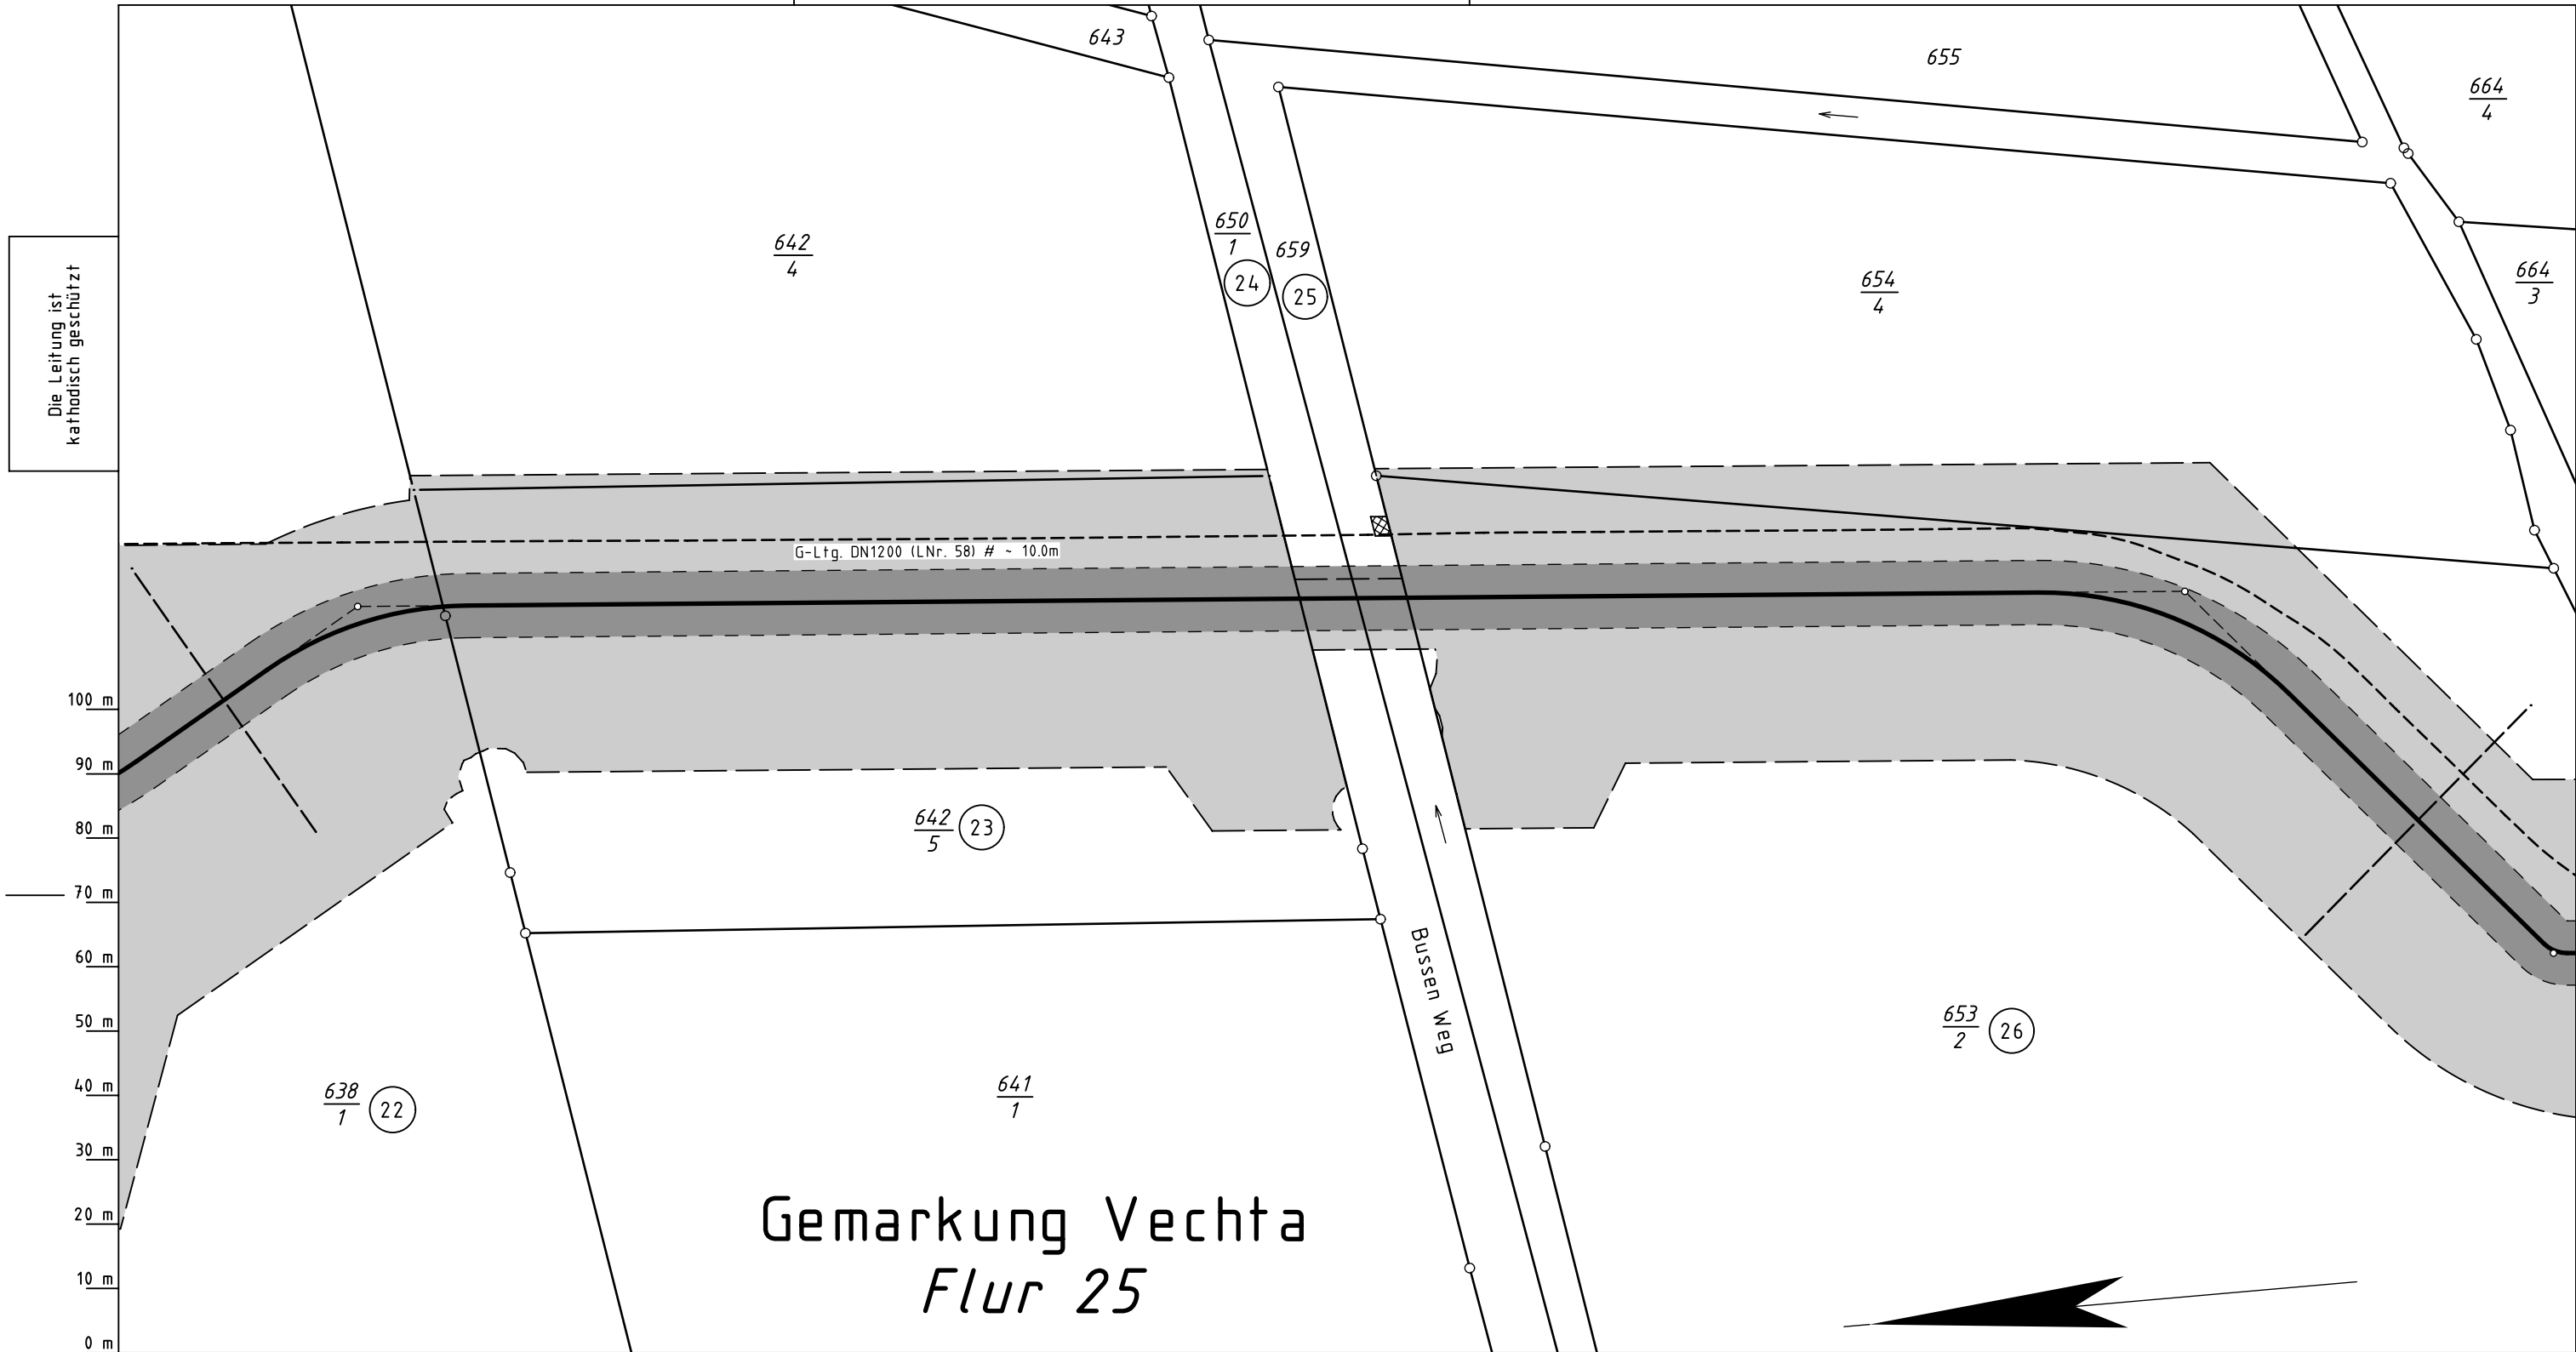 643
655
664
4
650
1
659
642
4
24
25
654
4
664
3
Die Leitung ist
kathodisch geschützt
G-Ltg. DN1200 (LNr. 58) # ~ 10.0m
100 m
90 m
80 m
70 m
60 m
50 m
40 m
30 m
20 m
10 m
0 m
642
5
23
Bussen Weg
653
2
26
638
1
22
641
1
Gemarkung Vechta
Flur 25